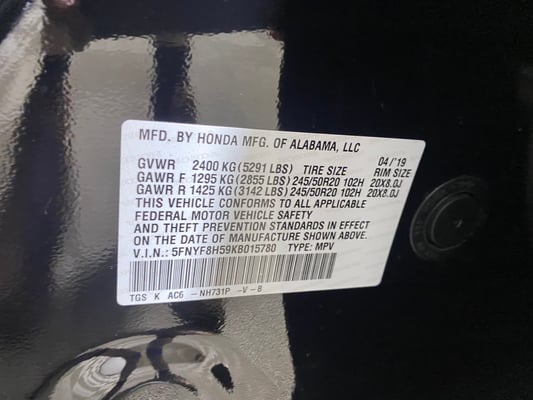 MFD. BY HONDA MFG. OF ALABAMA, LLC
04/'19
GVWR 2400 KG(5291 LBS) TIRE SIZE RIM SIZE
GAWR F 1295 KG(2855 LBS) 245/50R20 102H 20X8.0J
GAWR R 1425 KG(3142 LBS) 245/50R20 102H 20X8.0J
THIS VEHICLE CONFORMS TO ALL APPLICABLE
FEDERAL MOTOR VEHICLE SAFETY
AND THEFT PREVENTION STANDARDS IN EFFECT
ON THE DATE OF MANUFACTURE SHOWN ABOVE.
V.I.N.: 5FNYF8H59KB015780 TYPE: MPV
TGS K AC6 -NH731P -V -B